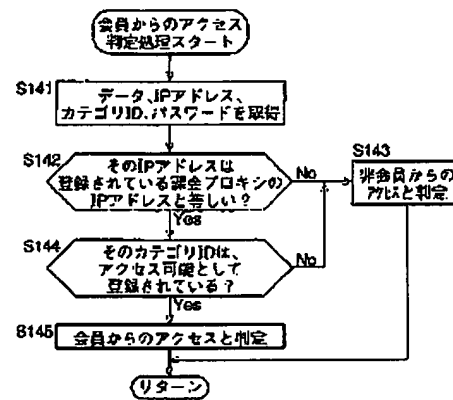 会員からのアクセス
判定処理スタート
S141
データ、IPアドレス、
カテゴリID、パスワードを取得
S142
そのIPアドレスは
登録されている課金プロキシの
IPアドレスと等しい？
No
Yes
S143
非会員からの
アクセスと判定
S144
そのカテゴリIDは、
アクセス可能として
登録されている？
No
Yes
S145
会員からのアクセスと判定
リターン